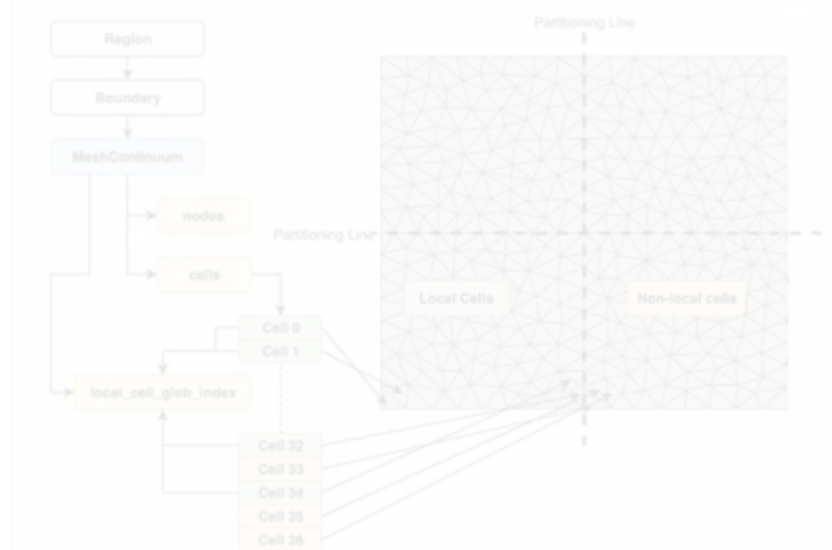 Partitioning Line
Region
Boundary
MeshContinuum
nodes
Partitioning Line
cells
Local Cells
Non-local cells
Cell 0
Cell 1
local_cell_glob_index
Cell 32
Cell 33
Cell 34
Cell 35
Cell 36